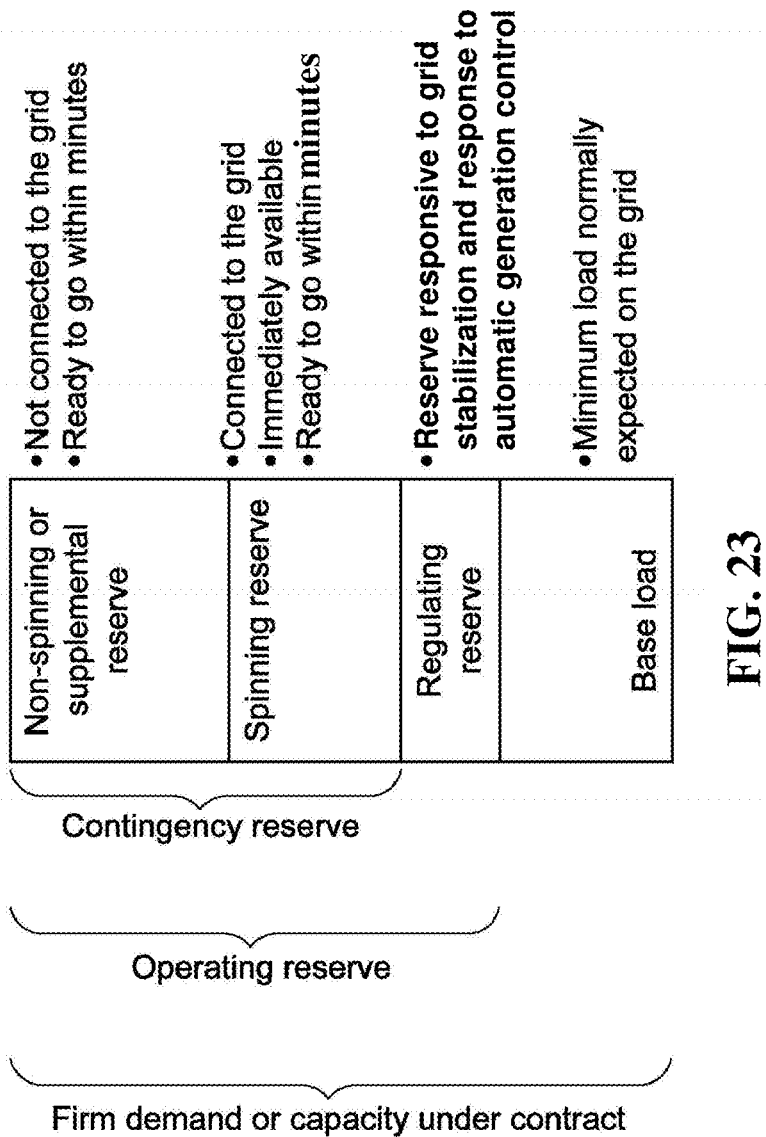 Firm demand or capacity under contract
Operating reserve
Contingency reserve
Non-spinning or
supplemental
reserve
•Not connected to the grid
•Ready to go within minutes
Spinning reserve
•Connected to the grid
•Immediately available
•Ready to go within minutes
Regulating
reserve
•Reserve responsive to grid
stabilization and response to
automatic generation control
Base load
•Minimum load normally
expected on the grid
FIG. 23